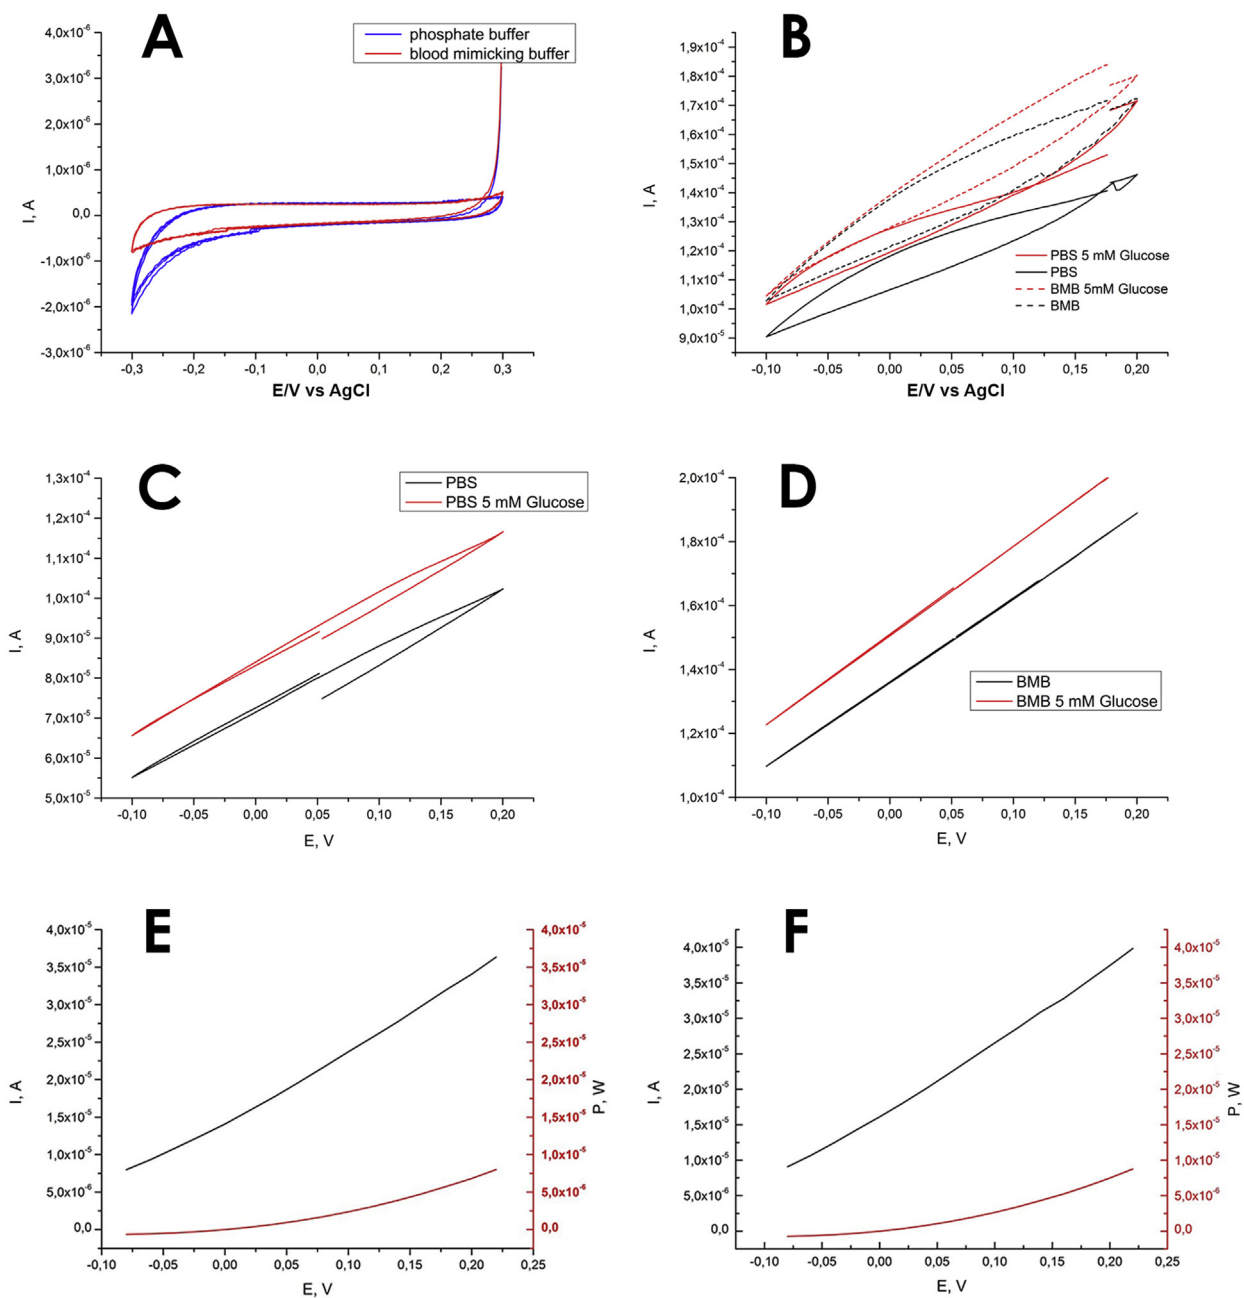 A
phosphate buffer
blood mimicking buffer
4,0x10⁻⁶
3,0x10⁻⁶
2,0x10⁻⁶
1,0x10⁻⁶
0,0
-1,0x10⁻⁶
-2,0x10⁻⁶
-3,0x10⁻⁶
I, A
-0,3 -0,2 -0,1 0,0 0,1 0,2 0,3
E/V vs AgCl
B
1,9x10⁻⁴
1,8x10⁻⁴
1,7x10⁻⁴
1,6x10⁻⁴
1,5x10⁻⁴
1,4x10⁻⁴
1,3x10⁻⁴
1,2x10⁻⁴
1,1x10⁻⁴
1,0x10⁻⁴
9,0x10⁻⁵
I, A
PBS 5 mM Glucose
PBS
BMB 5mM Glucose
BMB
-0,10 -0,05 0,00 0,05 0,10 0,15 0,20
E/V vs AgCl
C
PBS
PBS 5 mM Glucose
1,3x10⁻⁴
1,2x10⁻⁴
1,1x10⁻⁴
1,0x10⁻⁴
9,0x10⁻⁵
8,0x10⁻⁵
7,0x10⁻⁵
6,0x10⁻⁵
5,0x10⁻⁵
I, A
-0,10 -0,05 0,00 0,05 0,10 0,15 0,20
E, V
D
2,0x10⁻⁴
1,8x10⁻⁴
1,6x10⁻⁴
1,4x10⁻⁴
1,2x10⁻⁴
1,0x10⁻⁴
I, A
BMB
BMB 5 mM Glucose
-0,10 -0,05 0,00 0,05 0,10 0,15 0,20
E, V
E
4,0x10⁻⁵
3,5x10⁻⁵
3,0x10⁻⁵
2,5x10⁻⁵
2,0x10⁻⁵
1,5x10⁻⁵
1,0x10⁻⁵
5,0x10⁻⁶
0,0
I, A
4,0x10⁻⁵
3,5x10⁻⁵
3,0x10⁻⁵
2,5x10⁻⁵
2,0x10⁻⁵
1,5x10⁻⁵
1,0x10⁻⁵
5,0x10⁻⁶
0,0
P, W
-0,10 -0,05 0,00 0,05 0,10 0,15 0,20 0,25
E, V
F
4,0x10⁻⁵
3,5x10⁻⁵
3,0x10⁻⁵
2,5x10⁻⁵
2,0x10⁻⁵
1,5x10⁻⁵
1,0x10⁻⁵
5,0x10⁻⁶
0,0
I, A
4,0x10⁻⁵
3,5x10⁻⁵
3,0x10⁻⁵
2,5x10⁻⁵
2,0x10⁻⁵
1,5x10⁻⁵
1,0x10⁻⁵
5,0x10⁻⁶
0,0
P, W
-0,10 -0,05 0,00 0,05 0,10 0,15 0,20 0,25
E, V